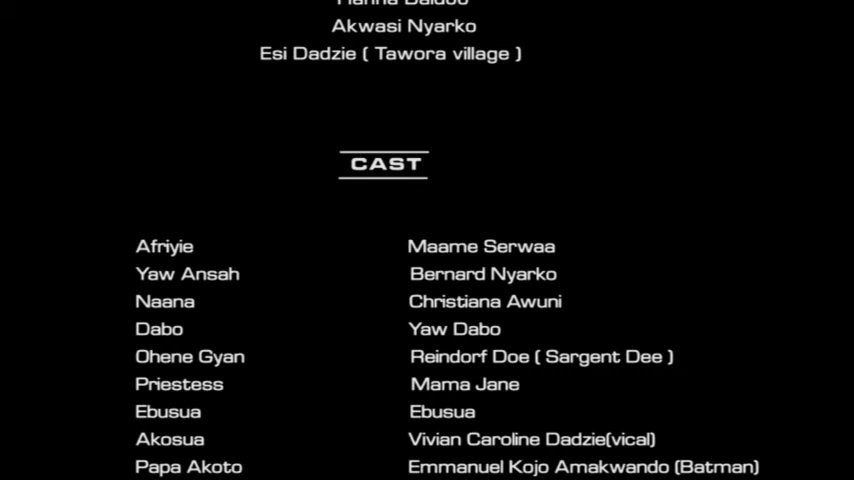 Akwasi Nyarko
Esi Dadzie ( Tawora village )
CAST
Afriyie Maame Serwaa
Yaw Ansah Bernard Nyarko
Naana Christiana Awuni
Dabo Yaw Dabo
Ohene Gyan Reindorf Doe ( Sargent Dee )
Priestess Mama Jane
Ebusua Ebusua
Akosua Vivian Caroline Dadzie(vical)
Papa Akoto Emmanuel Kojo Amakwando (Batman)